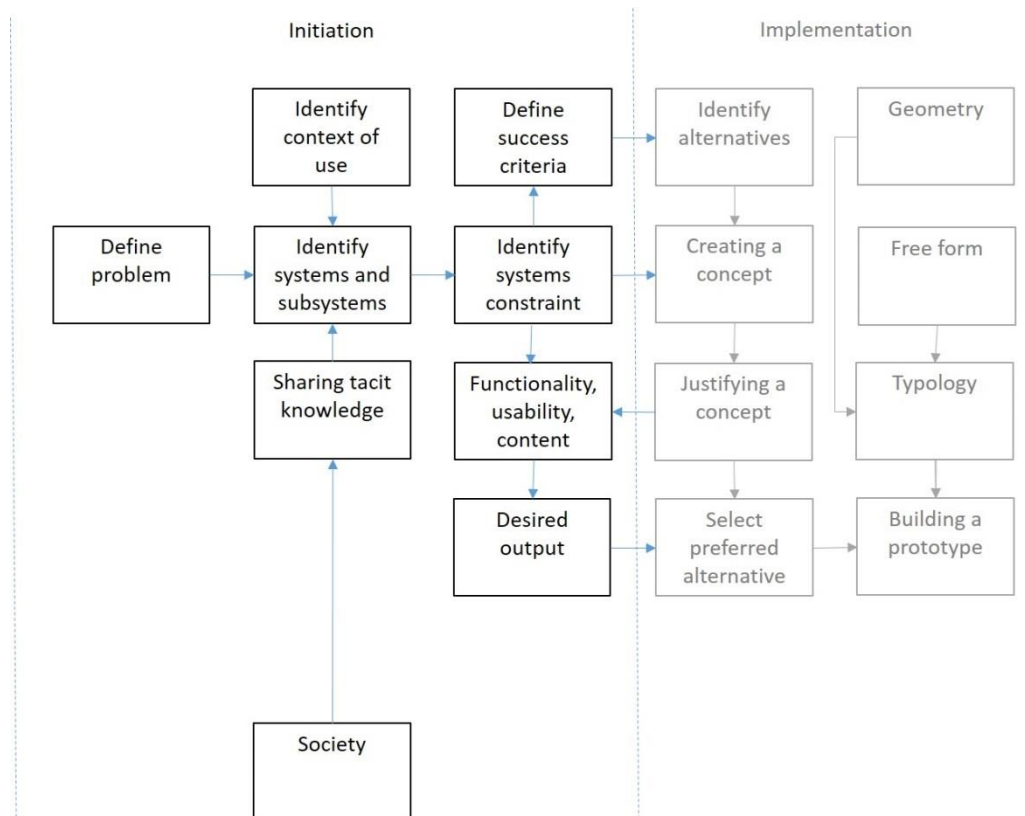 Initiation
Implementation
Identify
context of
use
Define
success
criteria
Identify
alternatives
Geometry
Define
problem
Identify
systems and
subsystems
Identify
systems
constraint
Creating a
concept
Free form
Sharing tacit
knowledge
Functionality,
usability,
content
Justifying a
concept
Typology
Desired
output
Select
preferred
alternative
Building a
prototype
Society